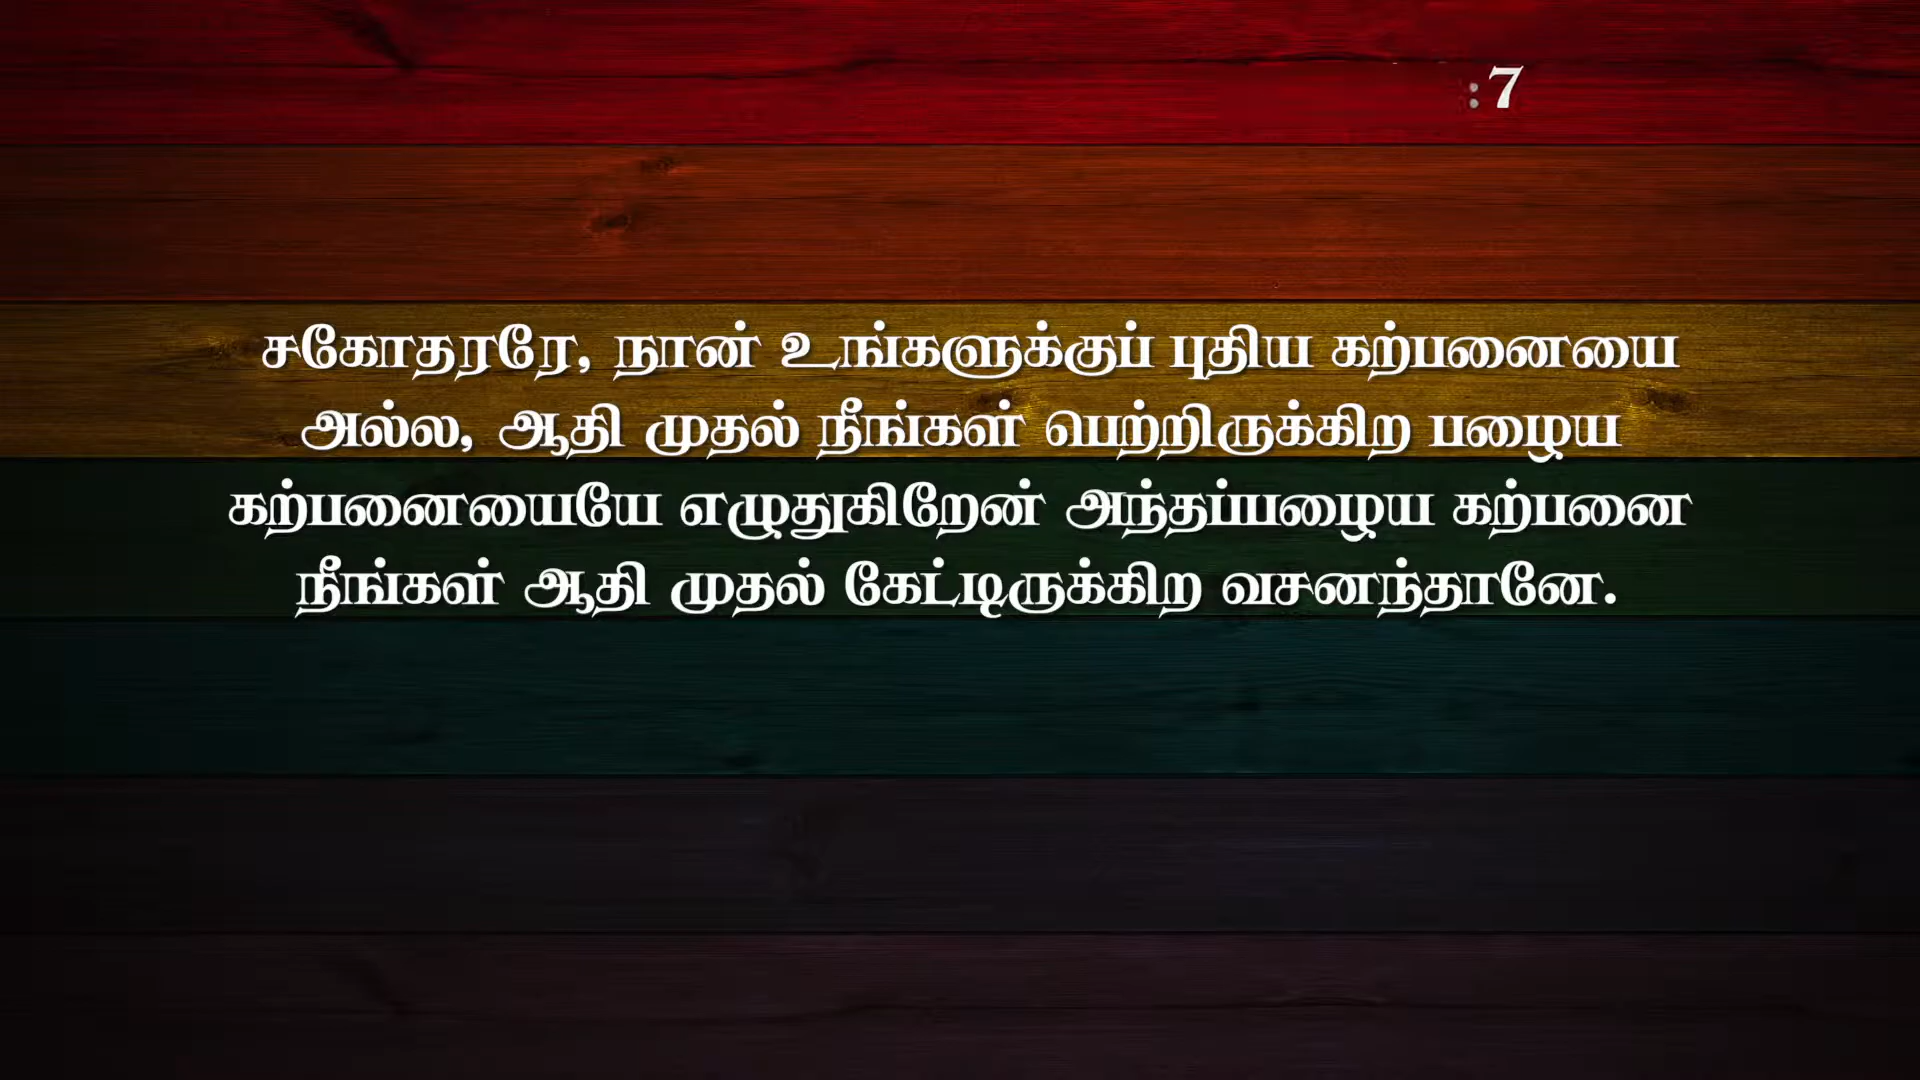 :7
சகோதரரே, நான் உங்களுக்குப் புதிய கற்பனையை
அல்ல, ஆதி முதல் நீங்கள் பெற்றிருக்கிற பழைய
கற்பனையையே எழுதுகிறேன் அந்தப்பழைய கற்பனை
நீங்கள் ஆதி முதல் கேட்டிருக்கிற வசனந்தானே.